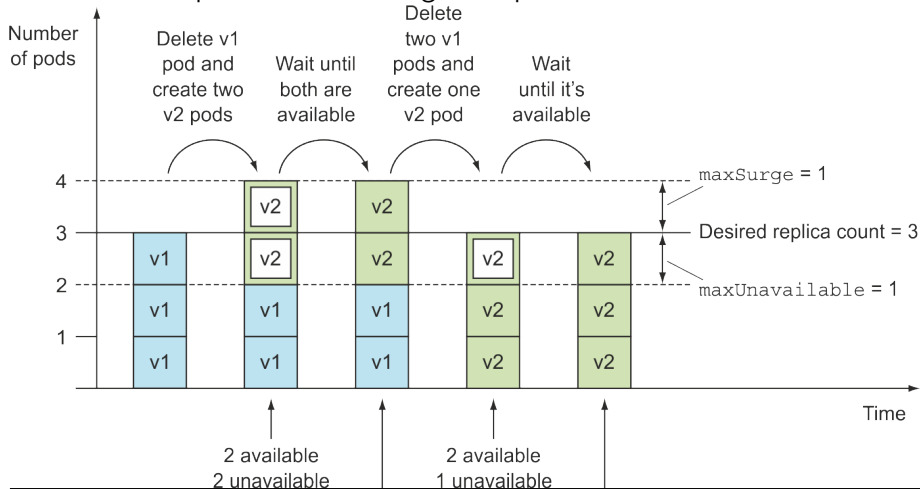 Number
of pods
Delete v1
pod and
create two
v2 pods
Wait until
both are
available
Delete
two v1
pods and
create one
v2 pod
Wait
until it's
available
4
3
2
1
v1
v1
v1
v2
v2
v1
v1
v2
v2
v1
v1
v2
v2
v2
v2
v2
v2
maxSurge = 1
Desired replica count = 3
maxUnavailable = 1
Time
2 available
2 unavailable
2 available
1 unavailable